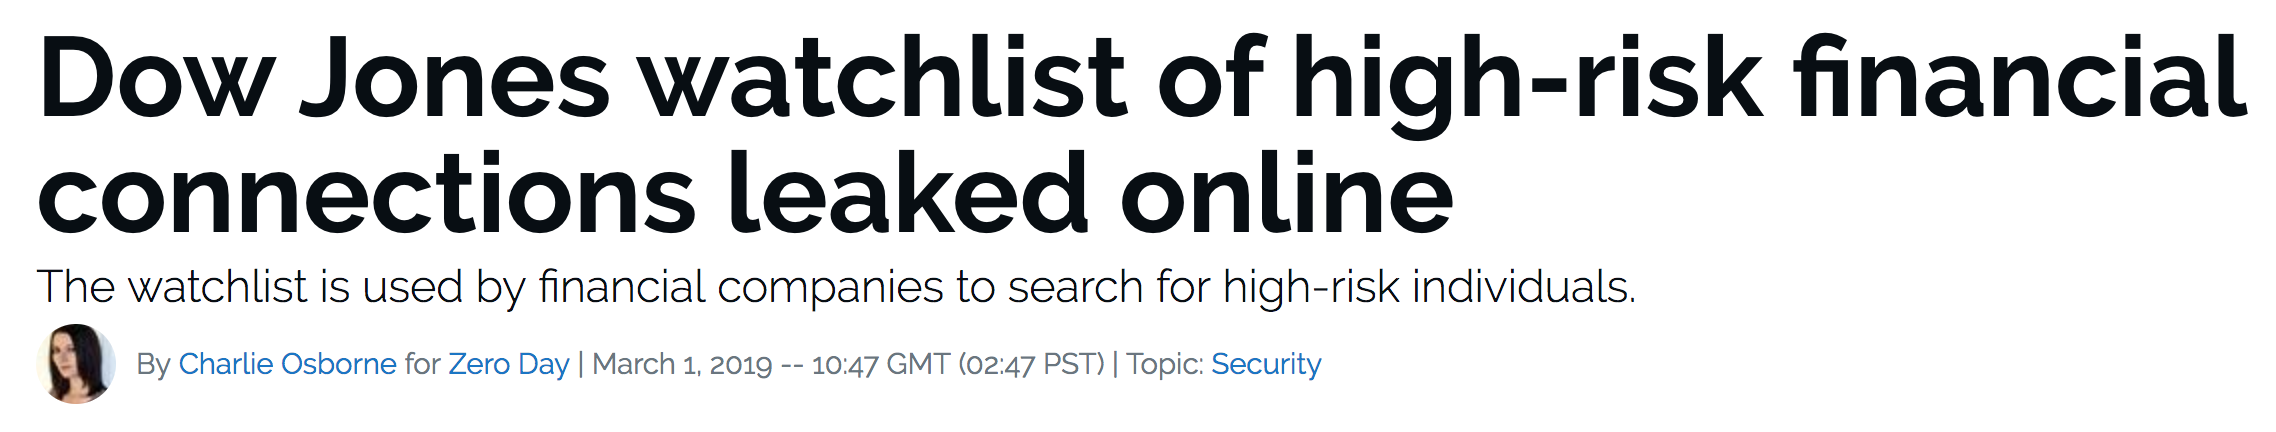 Dow Jones watchlist of high-risk financial
connections leaked online
The watchlist is used by financial companies to search for high-risk individuals.
By Charlie Osborne for Zero Day | March 1, 2019 -- 10:47 GMT (02:47 PST) | Topic: Security